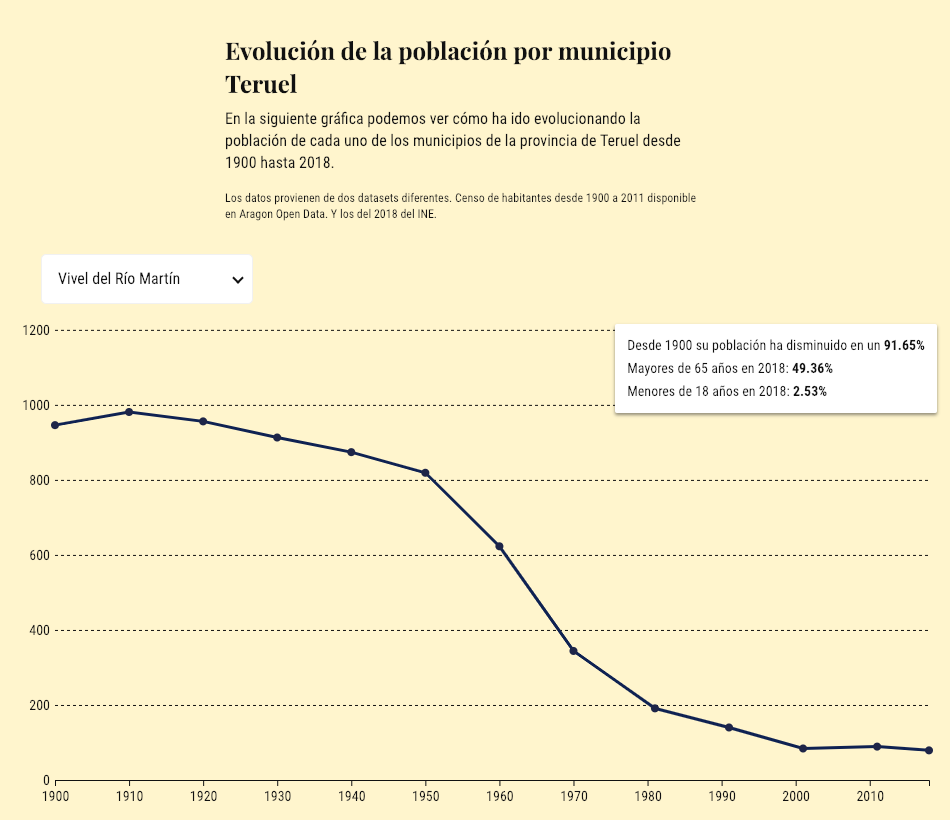 Evolución de la población por municipio
Teruel
En la siguiente gráfica podemos ver cómo ha ido evolucionando la
población de cada uno de los municipios de la provincia de Teruel desde
1900 hasta 2018.
Los datos provienen de dos datasets diferentes. Censo de habitantes desde 1900 a 2011 disponible
en Aragon Open Data. Y los del 2018 del INE.
Vivel del Río Martín
Desde 1900 su población ha disminuido en un 91.65%
Mayores de 65 años en 2018: 49.36%
Menores de 18 años en 2018: 2.53%
1200
1000
800
600
400
200
0
1900 1910 1920 1930 1940 1950 1960 1970 1980 1990 2000 2010